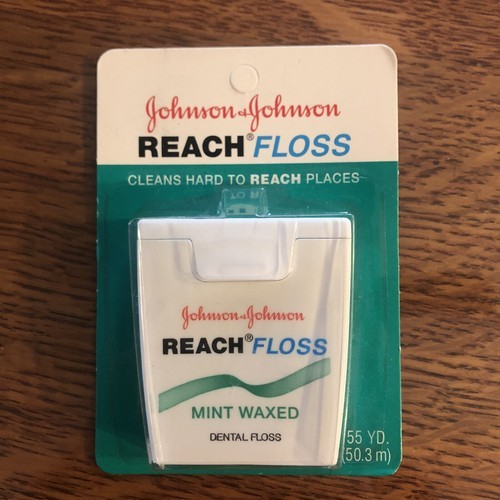 Johnson & Johnson
REACH® FLOSS
CLEANS HARD TO REACH PLACES
Johnson & Johnson
REACH® FLOSS
MINT WAXED
DENTAL FLOSS
55 YD.
(50.3 m)